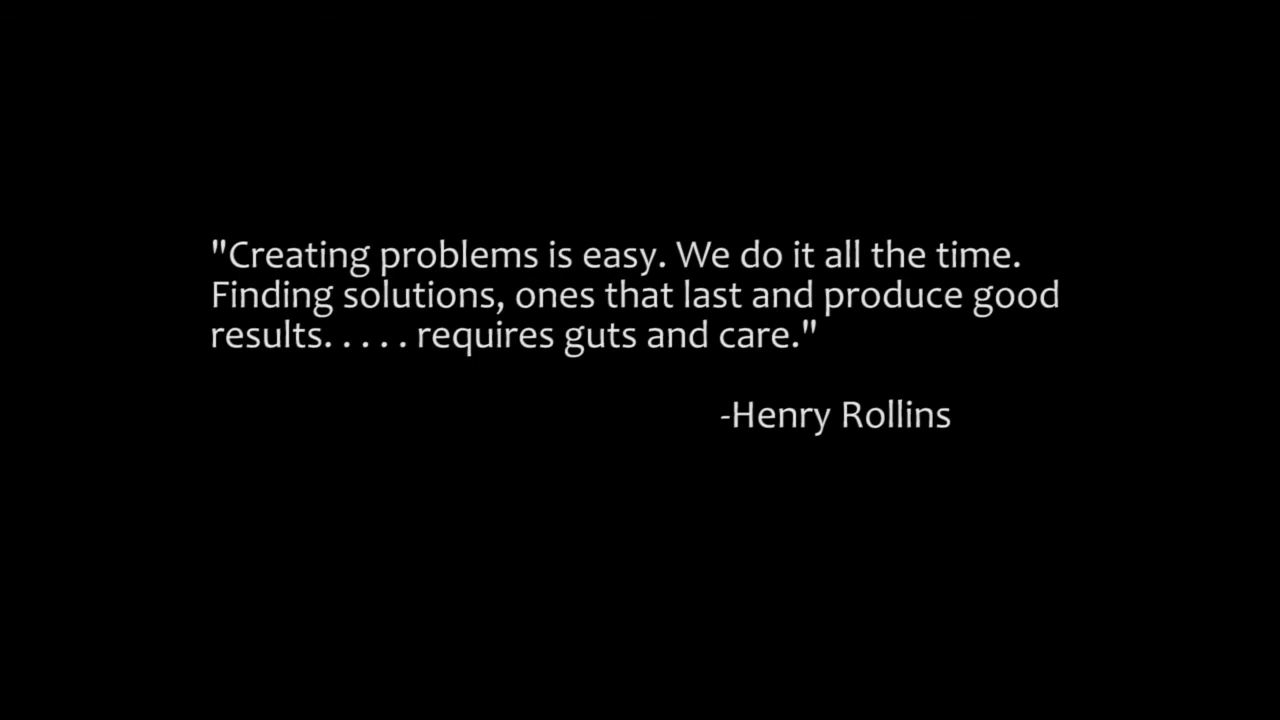 "Creating problems is easy. We do it all the time.
Finding solutions, ones that last and produce good
results. . . . . requires guts and care."
-Henry Rollins